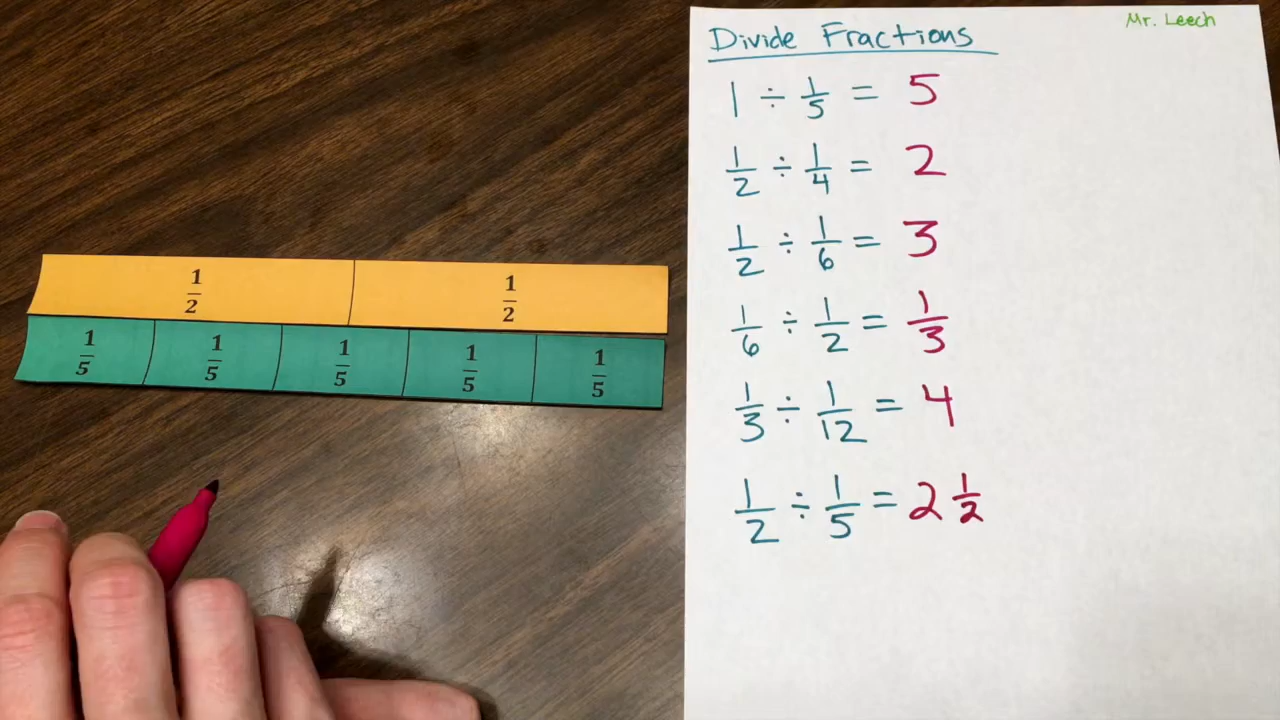 Mr. Leech
Divide Fractions
1 ÷ 1/5 = 5
1/2 ÷ 1/4 = 2
1/2 ÷ 1/6 = 3
1/6 ÷ 1/2 = 1/3
1/3 ÷ 1/12 = 4
1/2 ÷ 1/5 = 2 1/2
1/2 1/2
1/5 1/5 1/5 1/5 1/5